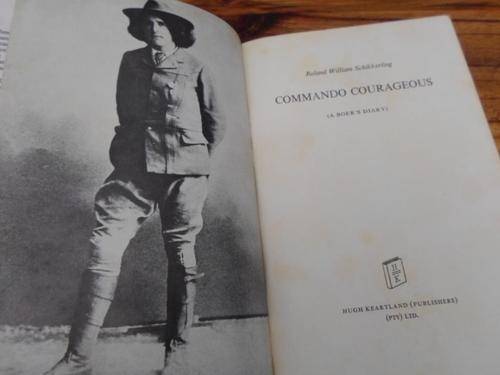 Roland William Schikkerling
COMMANDO COURAGEOUS
(A BOER'S DIARY)
HUGH KEARTLAND (PUBLISHERS)
(PTY) LTD.